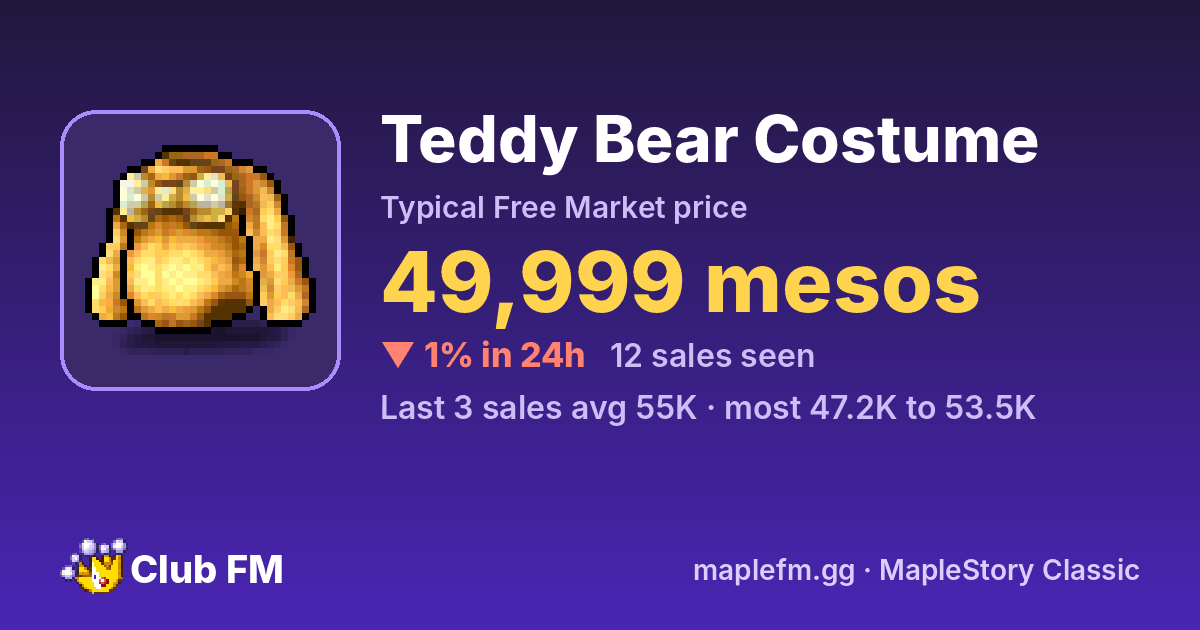 Teddy Bear Costume
Typical Free Market price
49,999 mesos
▼ 1% in 24h 12 sales seen
Last 3 sales avg 55K · most 47.2K to 53.5K
Club FM
maplefm.gg · MapleStory Classic